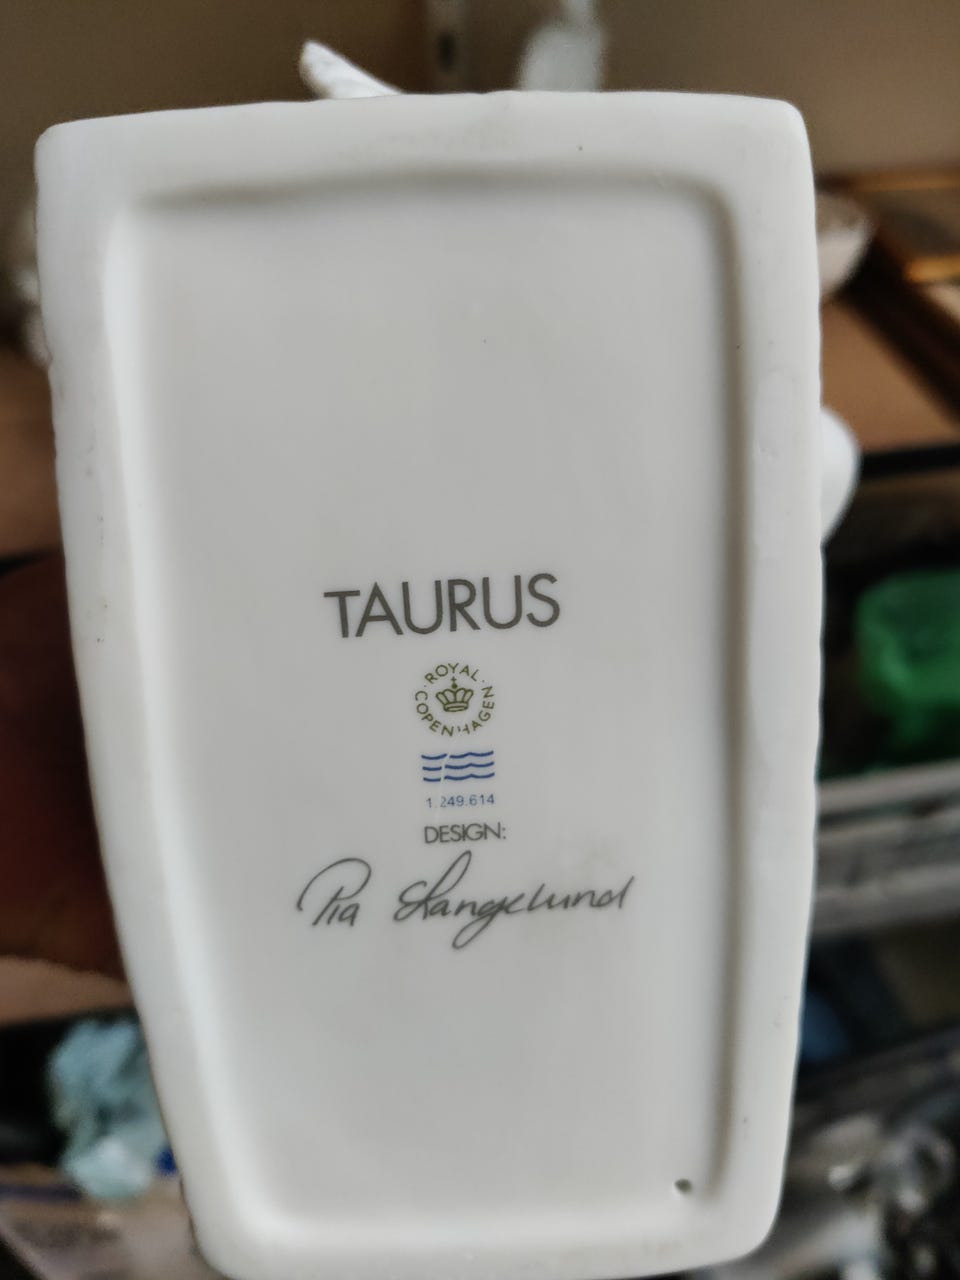 TAURUS
ROYAL
COPENHAGEN
1.249.614
DESIGN:
Pia Langelund